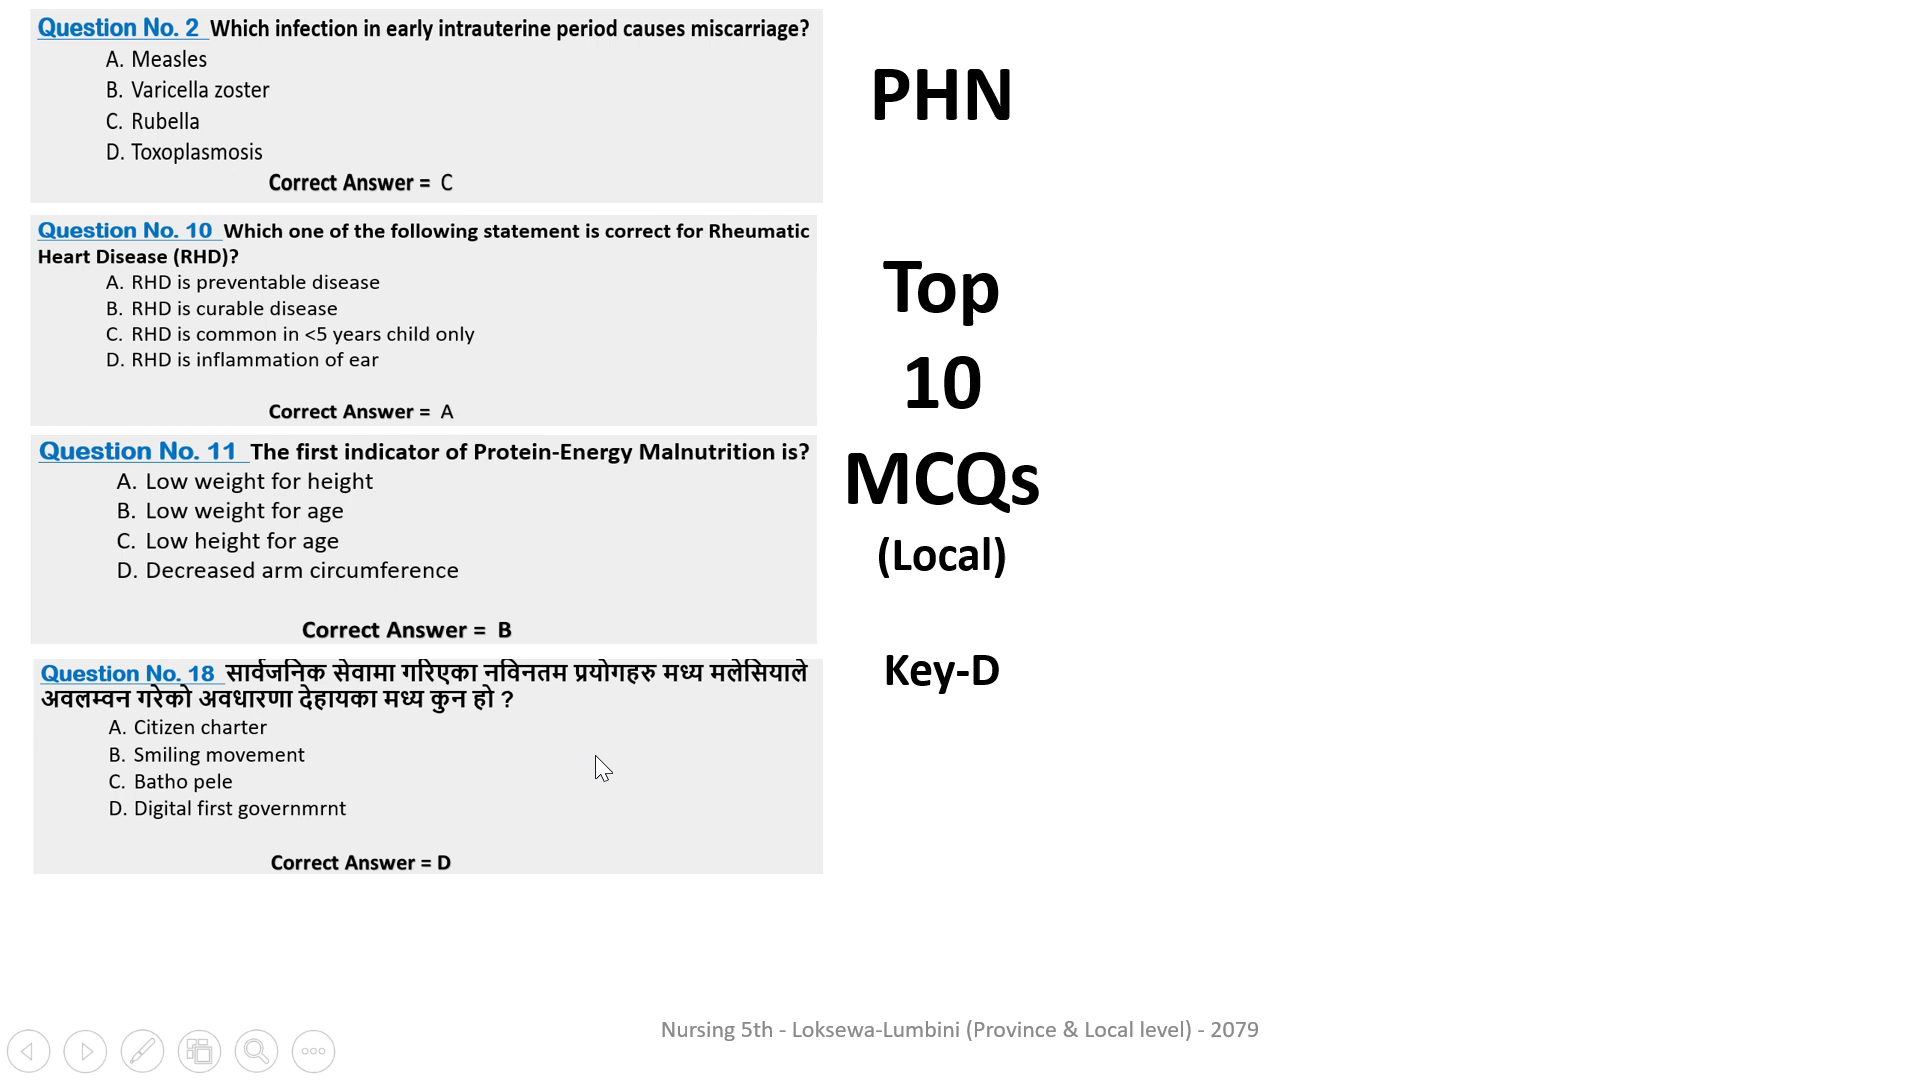 Question No. 2 Which infection in early intrauterine period causes miscarriage?
A. Measles
B. Varicella zoster
C. Rubella
D. Toxoplasmosis
Correct Answer = C
Question No. 10 Which one of the following statement is correct for Rheumatic
Heart Disease (RHD)?
A. RHD is preventable disease
B. RHD is curable disease
C. RHD is common in <5 years child only
D. RHD is inflammation of ear
Correct Answer = A
Question No. 11 The first indicator of Protein-Energy Malnutrition is?
A. Low weight for height
B. Low weight for age
C. Low height for age
D. Decreased arm circumference
Correct Answer = B
Question No. 18 सार्वजनिक सेवामा गरिएका नविनतम प्रयोगहरु मध्य मलेसियाले
अवलम्वन गरेको अवधारणा देहायका मध्य कुन हो ?
A. Citizen charter
B. Smiling movement
C. Batho pele
D. Digital first governmrnt
Correct Answer = D
PHN
Top
10
MCQs
(Local)
Key-D
Nursing 5th - Loksewa-Lumbini (Province & Local level) - 2079